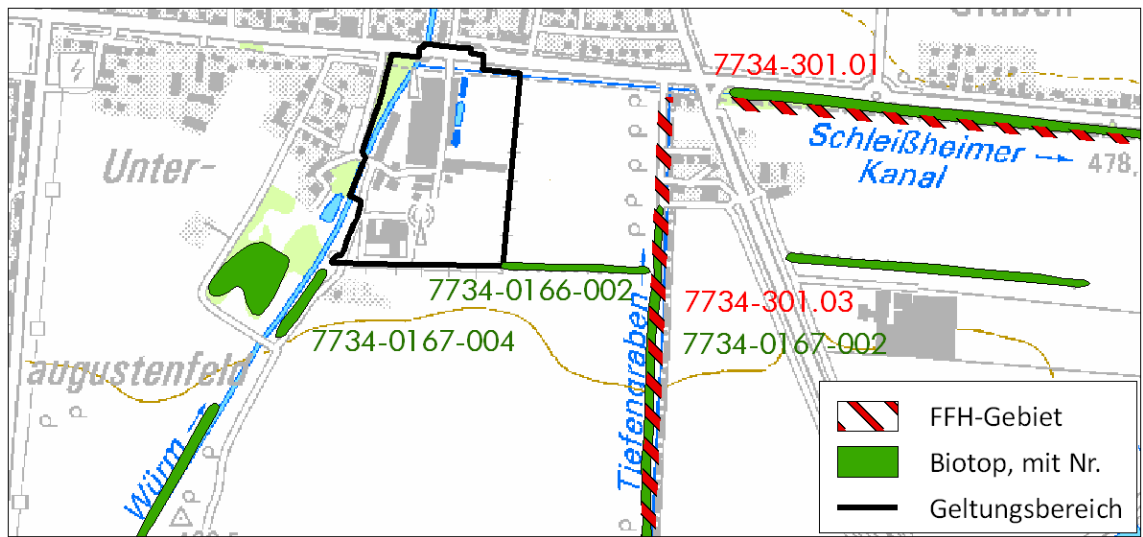 7734-301.01
Schleißheimer
Kanal
478,
Unter-
7734-0166-002
7734-301.03
7734-0167-004
7734-0167-002
augustenfeld
Tiefengraben
Würm
FFH-Gebiet
Biotop, mit Nr.
Geltungsbereich